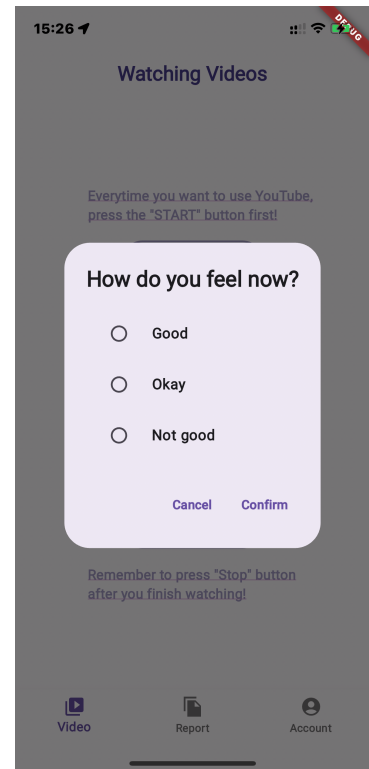 15:26
DEBUG
Watching Videos
Everytime you want to use YouTube,
press the "START" button first!
How do you feel now?
Good
Okay
Not good
Cancel Confirm
Remember to press "Stop" button
after you finish watching!
Video Report Account